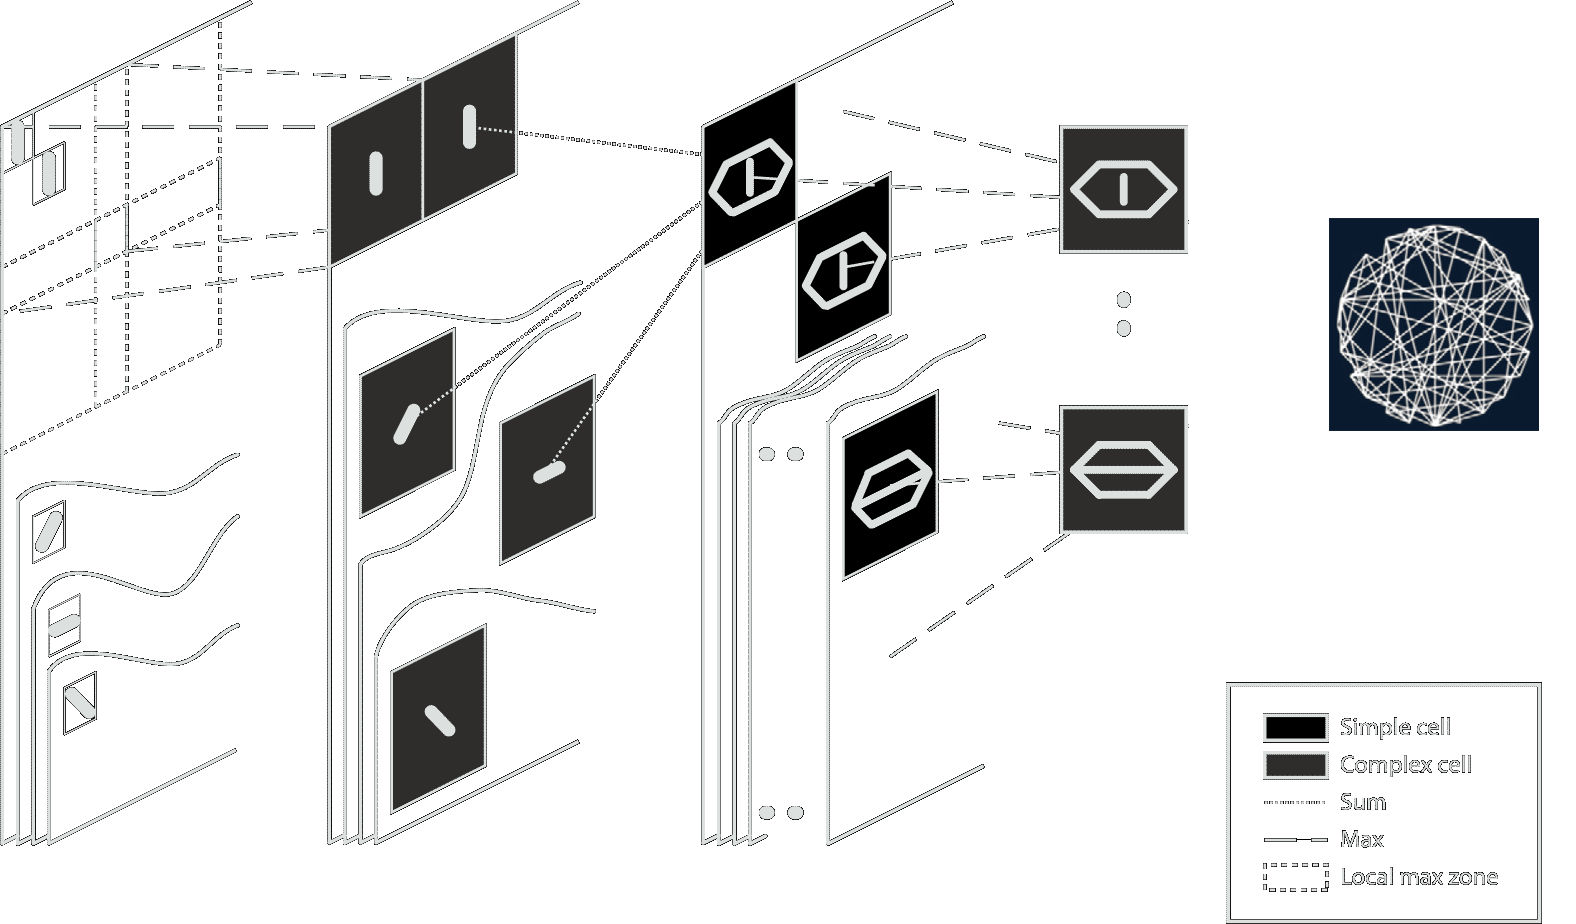 Simple cell
Complex cell
Sum
Max
Local max zone